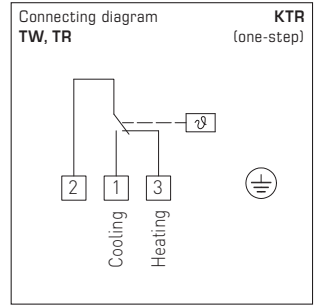 Connecting diagram KTR
TW, TR (one-step)
ϑ
2 1 3
Cooling
Heating